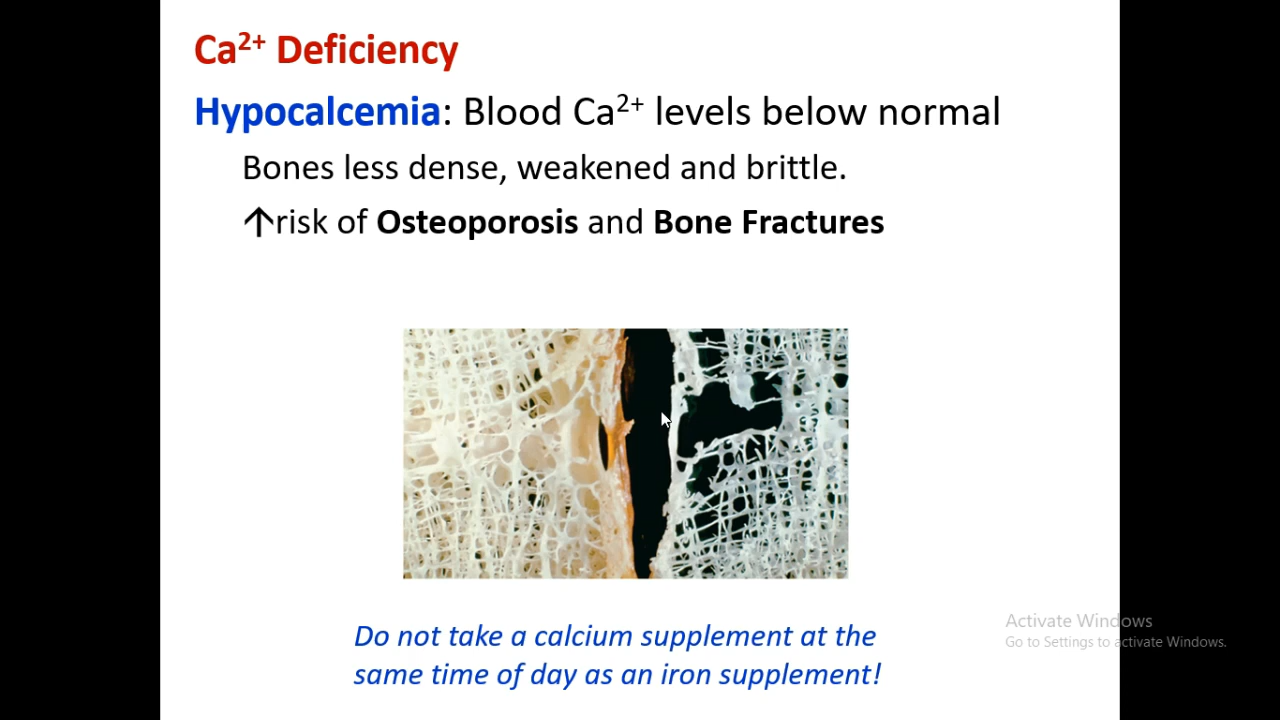 Ca²⁺ Deficiency
Hypocalcemia: Blood Ca²⁺ levels below normal
Bones less dense, weakened and brittle.
↑risk of Osteoporosis and Bone Fractures
Do not take a calcium supplement at the
same time of day as an iron supplement!
Activate Windows
Go to Settings to activate Windows.